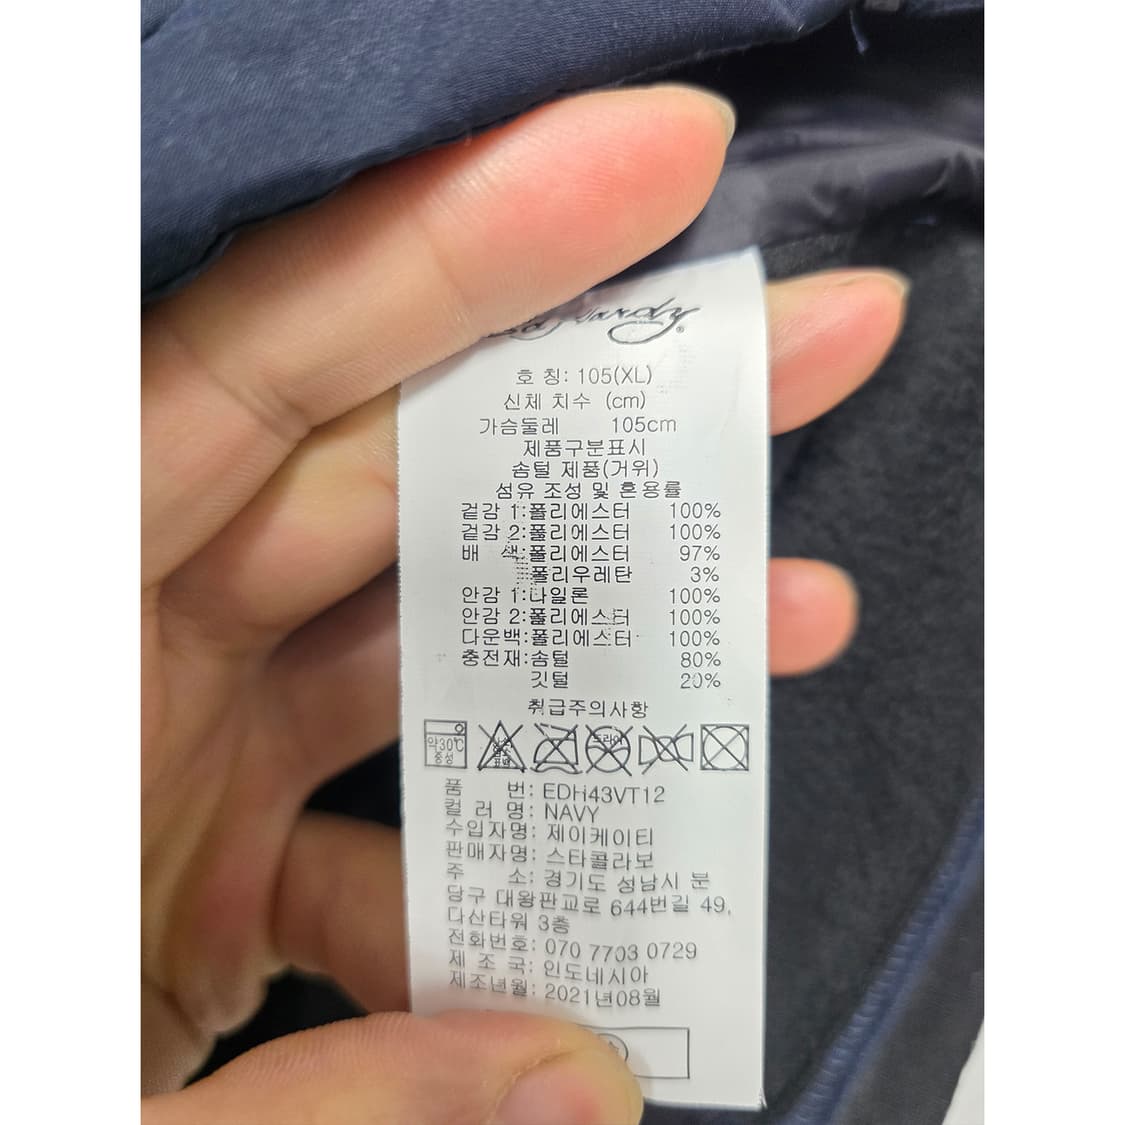 호 칭: 105(XL)
신체 치수 (cm)
가슴둘레 105cm
제품구분표시
솜털 제품(거위)
섬유 조성 및 혼용률
겉감 1:폴리에스터 100%
겉감 2:폴리에스터 100%
배 색:폴리에스터 97%
폴리우레탄 3%
안감 1:나일론 100%
안감 2:폴리에스터 100%
다운백:폴리에스터 100%
충전재:솜털 80%
깃털 20%
취급주의사항
약30℃
중성
염소
표백
드라이
품 번: EDH43VT12
컬 러 명: NAVY
수입자명: 제이케이티
판매자명: 스타콜라보
주 소: 경기도 성남시 분
당구 대왕판교로 644번길 49,
다산타워 3층
전화번호: 070 7703 0729
제 조 국: 인도네시아
제조년월: 2021년08월